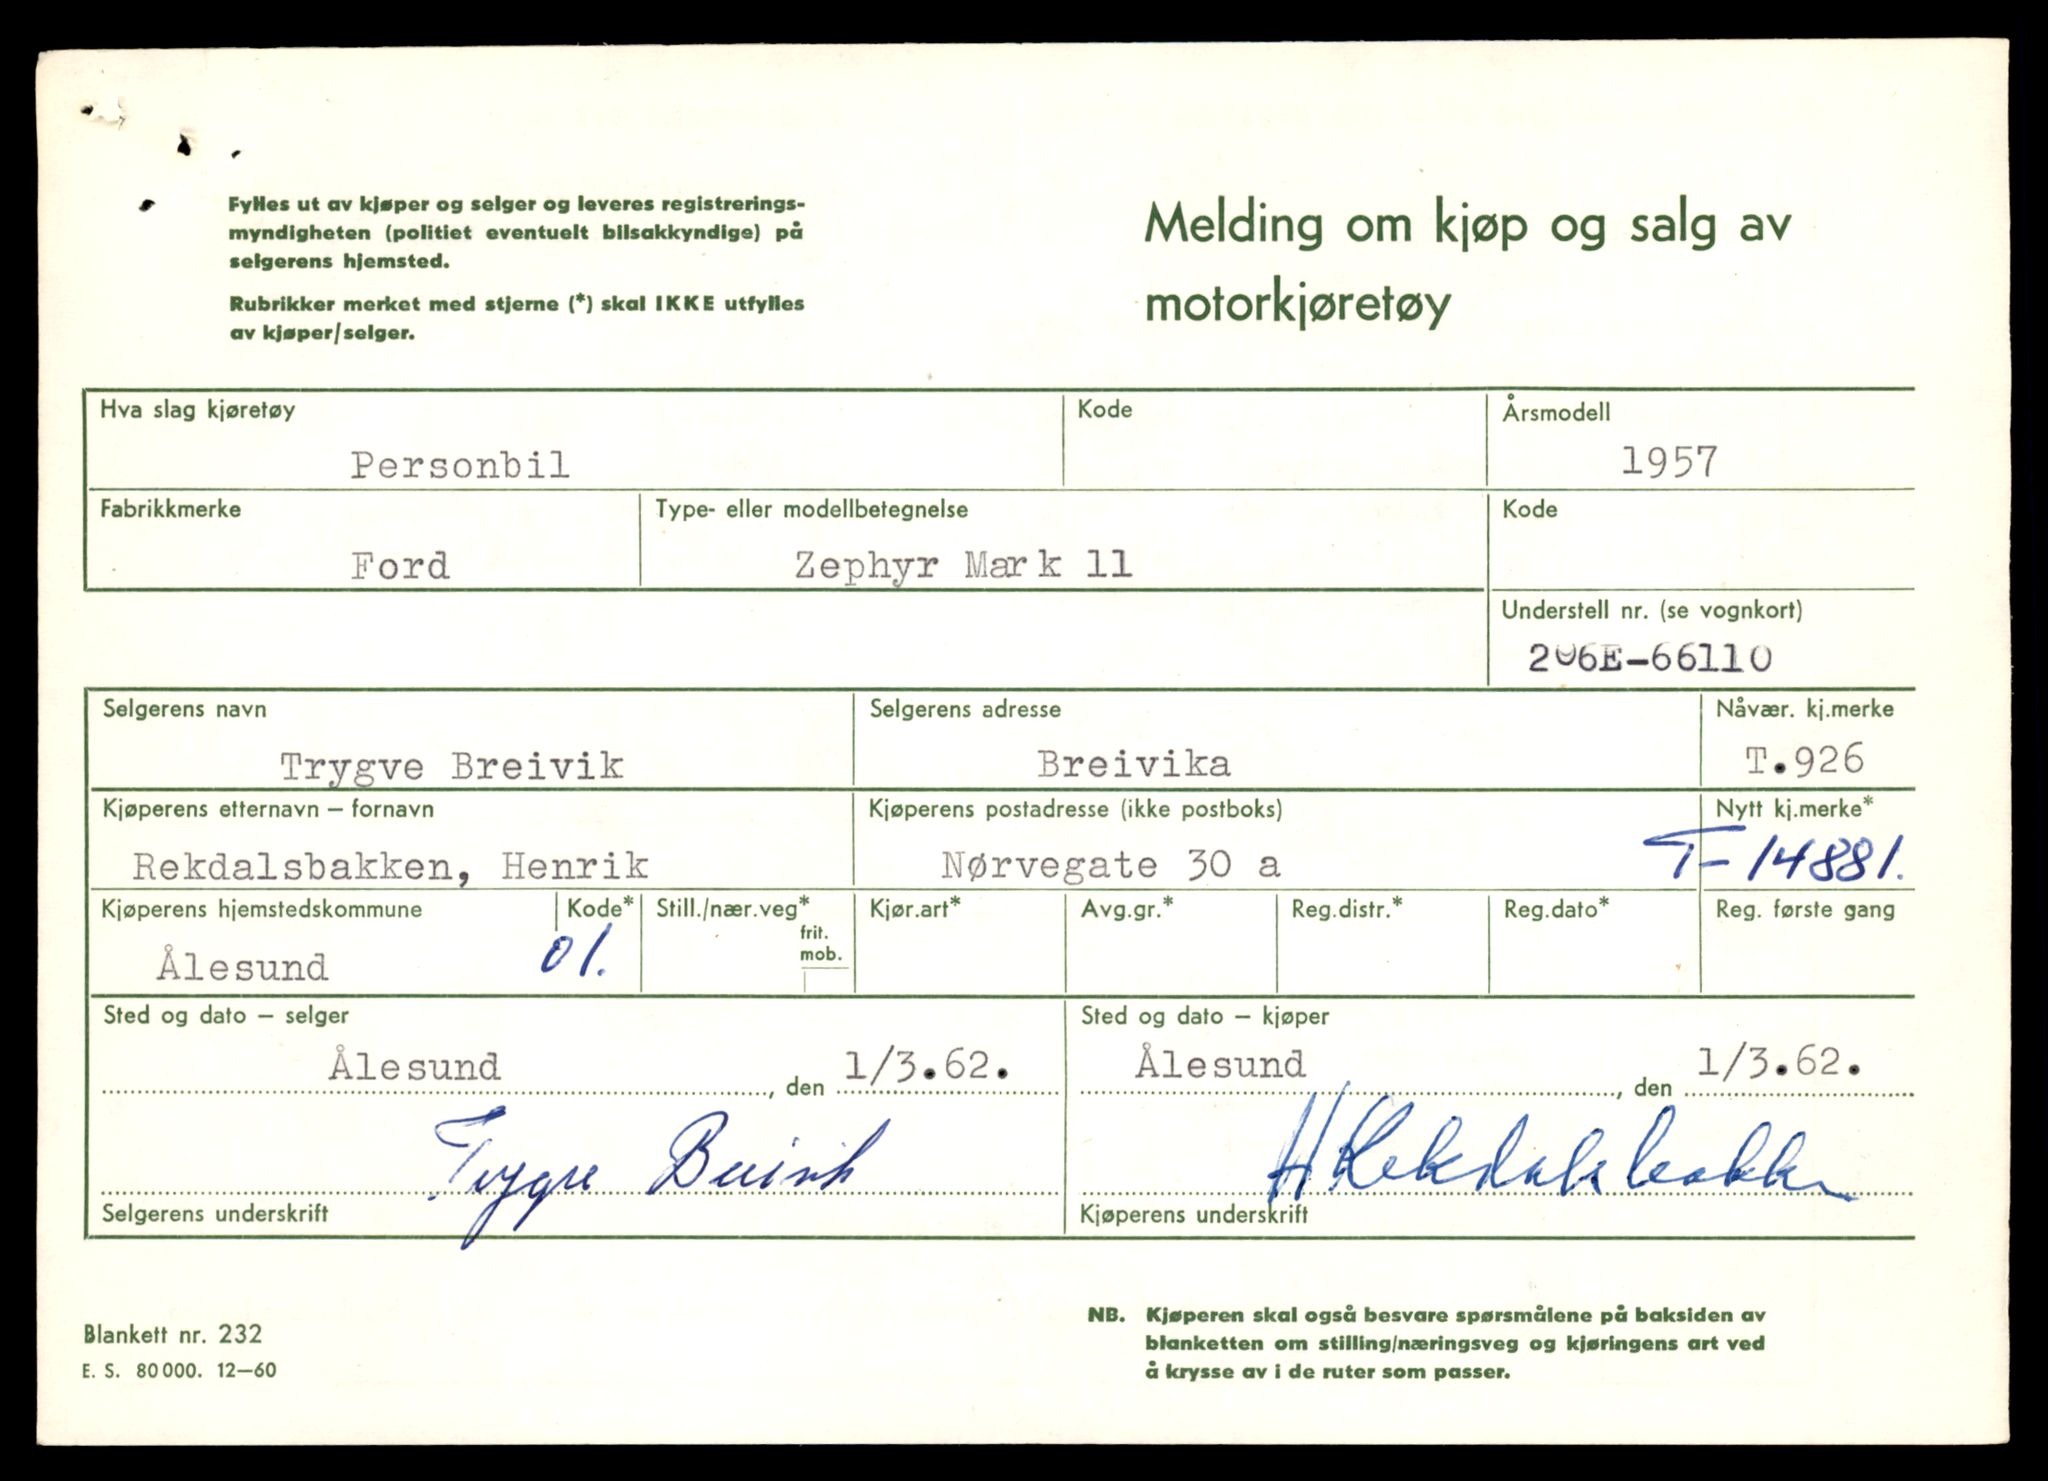 Fylles ut av kjøper og selger og leveres registrerings-
myndigheten (politiet eventuelt bilsakkyndige) på
selgerens hjemsted.
Rubrikker merket med stjerne (*) skal IKKE utfylles
av kjøper/selger.
Melding om kjøp og salg av
motorkjøretøy
Hva slag kjøretøy
Personbil
Kode
Årsmodell
1957
Fabrikkmerke
Ford
Type- eller modellbetegnelse
Zephyr Mark 11
Kode
Understell nr. (se vognkort)
206E-66110
Selgerens navn
Trygve Breivik
Selgerens adresse
Breivika
Nåvær. kj.merke
T.926
Kjøperens etternavn – fornavn
Rekdalsbakken, Henrik
Kjøperens postadresse (ikke postboks)
Nørvegate 30 a
Nytt kj.merke*
T-14881.
Kjøperens hjemstedskommune
Ålesund
Kode*
01.
Still./nær.veg*
frit.
mob.
Kjør.art*
Avg.gr.*
Reg.distr.*
Reg.dato*
Reg. første gang
Sted og dato – selger
Ålesund , den 1/3.62.
Trygve Breivik
Selgerens underskrift
Sted og dato – kjøper
Ålesund , den 1/3.62.
H Rekdalsbakken
Kjøperens underskrift
Blankett nr. 232
E. S. 80 000. 12–60
NB. Kjøperen skal også besvare spørsmålene på baksiden av
blanketten om stilling/næringsveg og kjøringens art ved
å krysse av i de ruter som passer.